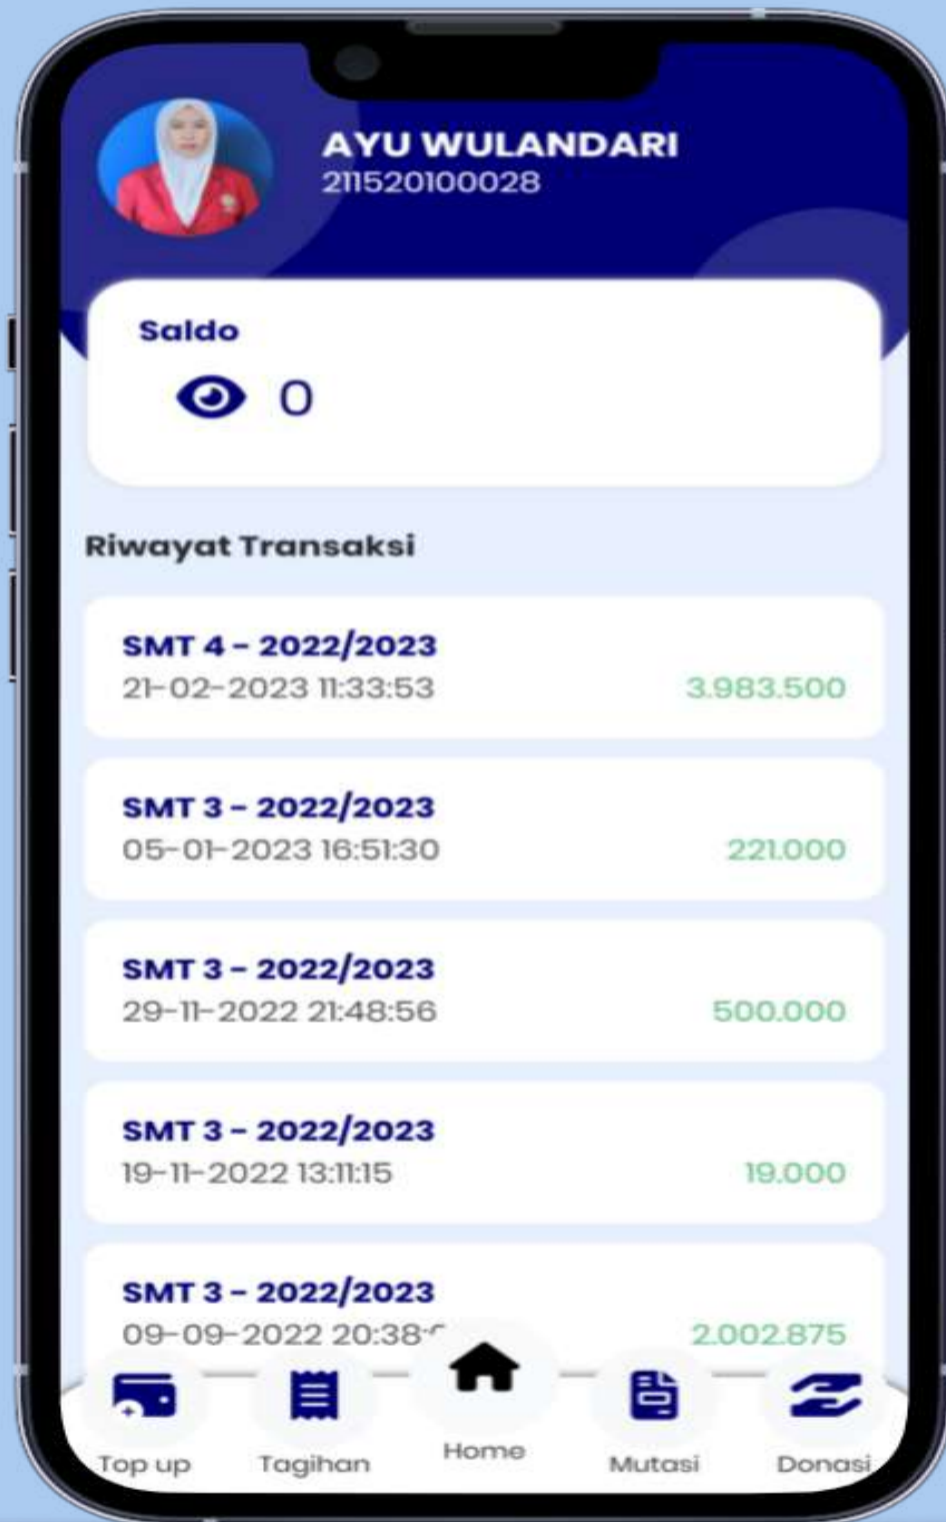 AYU WULANDARI
211520100028
Saldo
0
Riwayat Transaksi
SMT 4 - 2022/2023
21-02-2023 11:33:53 3.983.500
SMT 3 - 2022/2023
05-01-2023 16:51:30 221.000
SMT 3 - 2022/2023
29-11-2022 21:48:56 500.000
SMT 3 - 2022/2023
19-11-2022 13:11:15 19.000
SMT 3 - 2022/2023
09-09-2022 20:38: 2.002.875
Top up Tagihan Home Mutasi Donasi